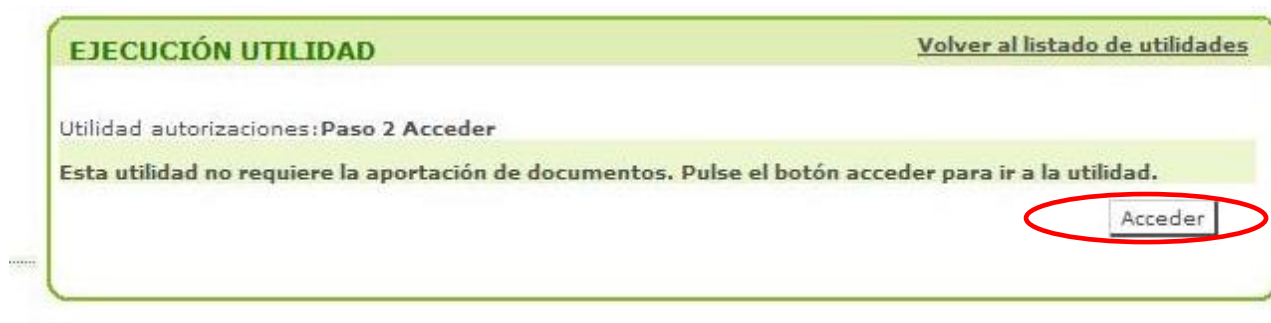 EJECUCIÓN UTILIDAD
Volver al listado de utilidades
Utilidad autorizaciones:Paso 2 Acceder
Esta utilidad no requiere la aportación de documentos. Pulse el botón acceder para ir a la utilidad.
Acceder